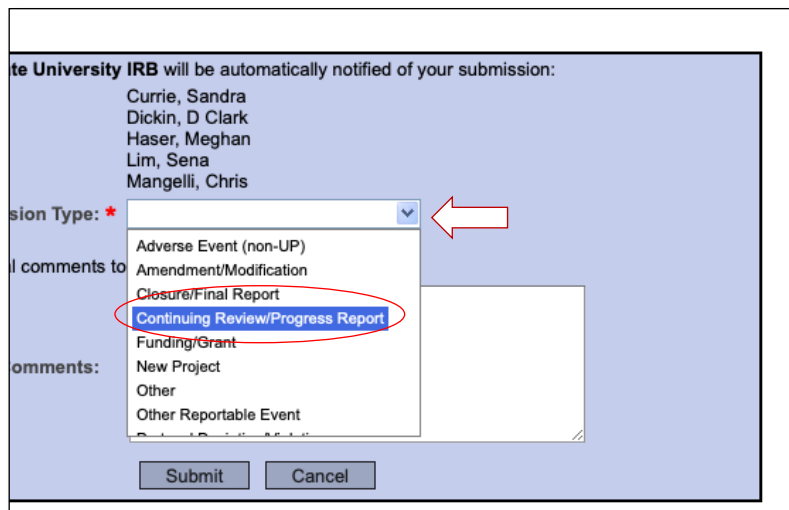 te University IRB will be automatically notified of your submission:
Currie, Sandra
Dickin, D Clark
Haser, Meghan
Lim, Sena
Mangelli, Chris
sion Type: *
Adverse Event (non-UP)
Amendment/Modification
l comments to
Closure/Final Report
Continuing Review/Progress Report
Funding/Grant
omments:
New Project
Other
Other Reportable Event
Submit Cancel